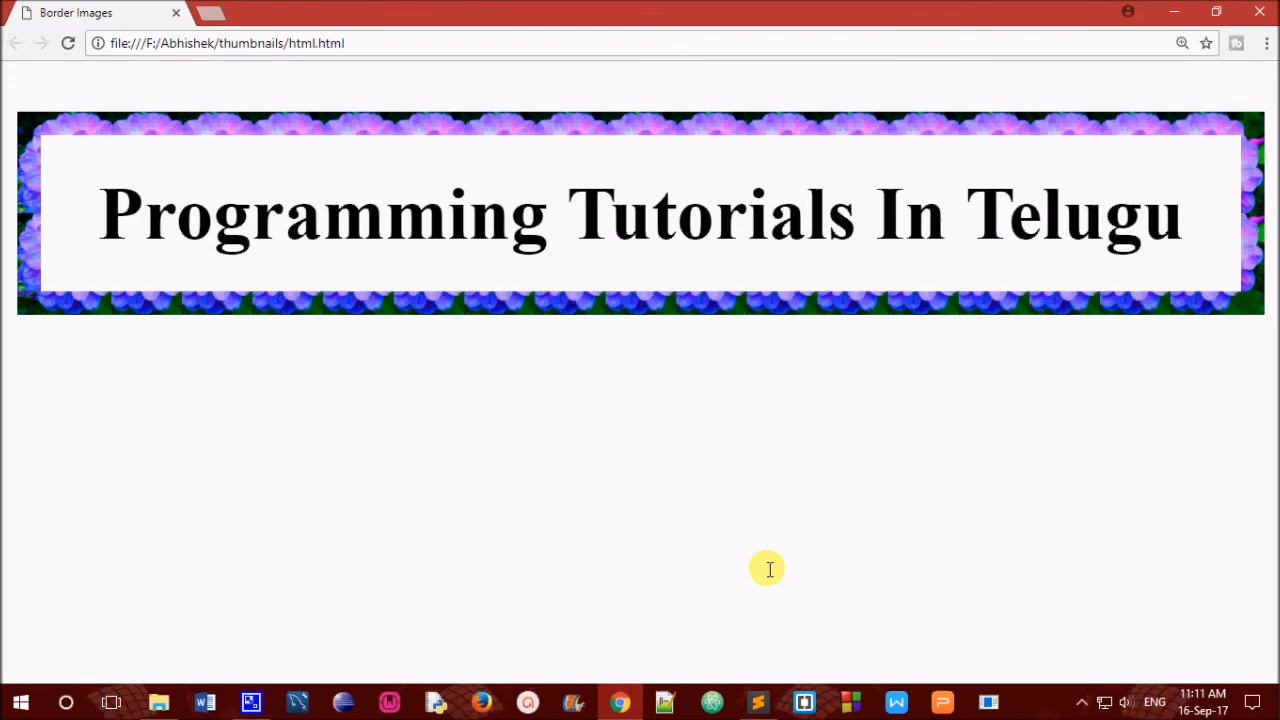 Border Images
file:///F:/Abhishek/thumbnails/html.html
Programming Tutorials In Telugu
ENG
11:11 AM
16-Sep-17